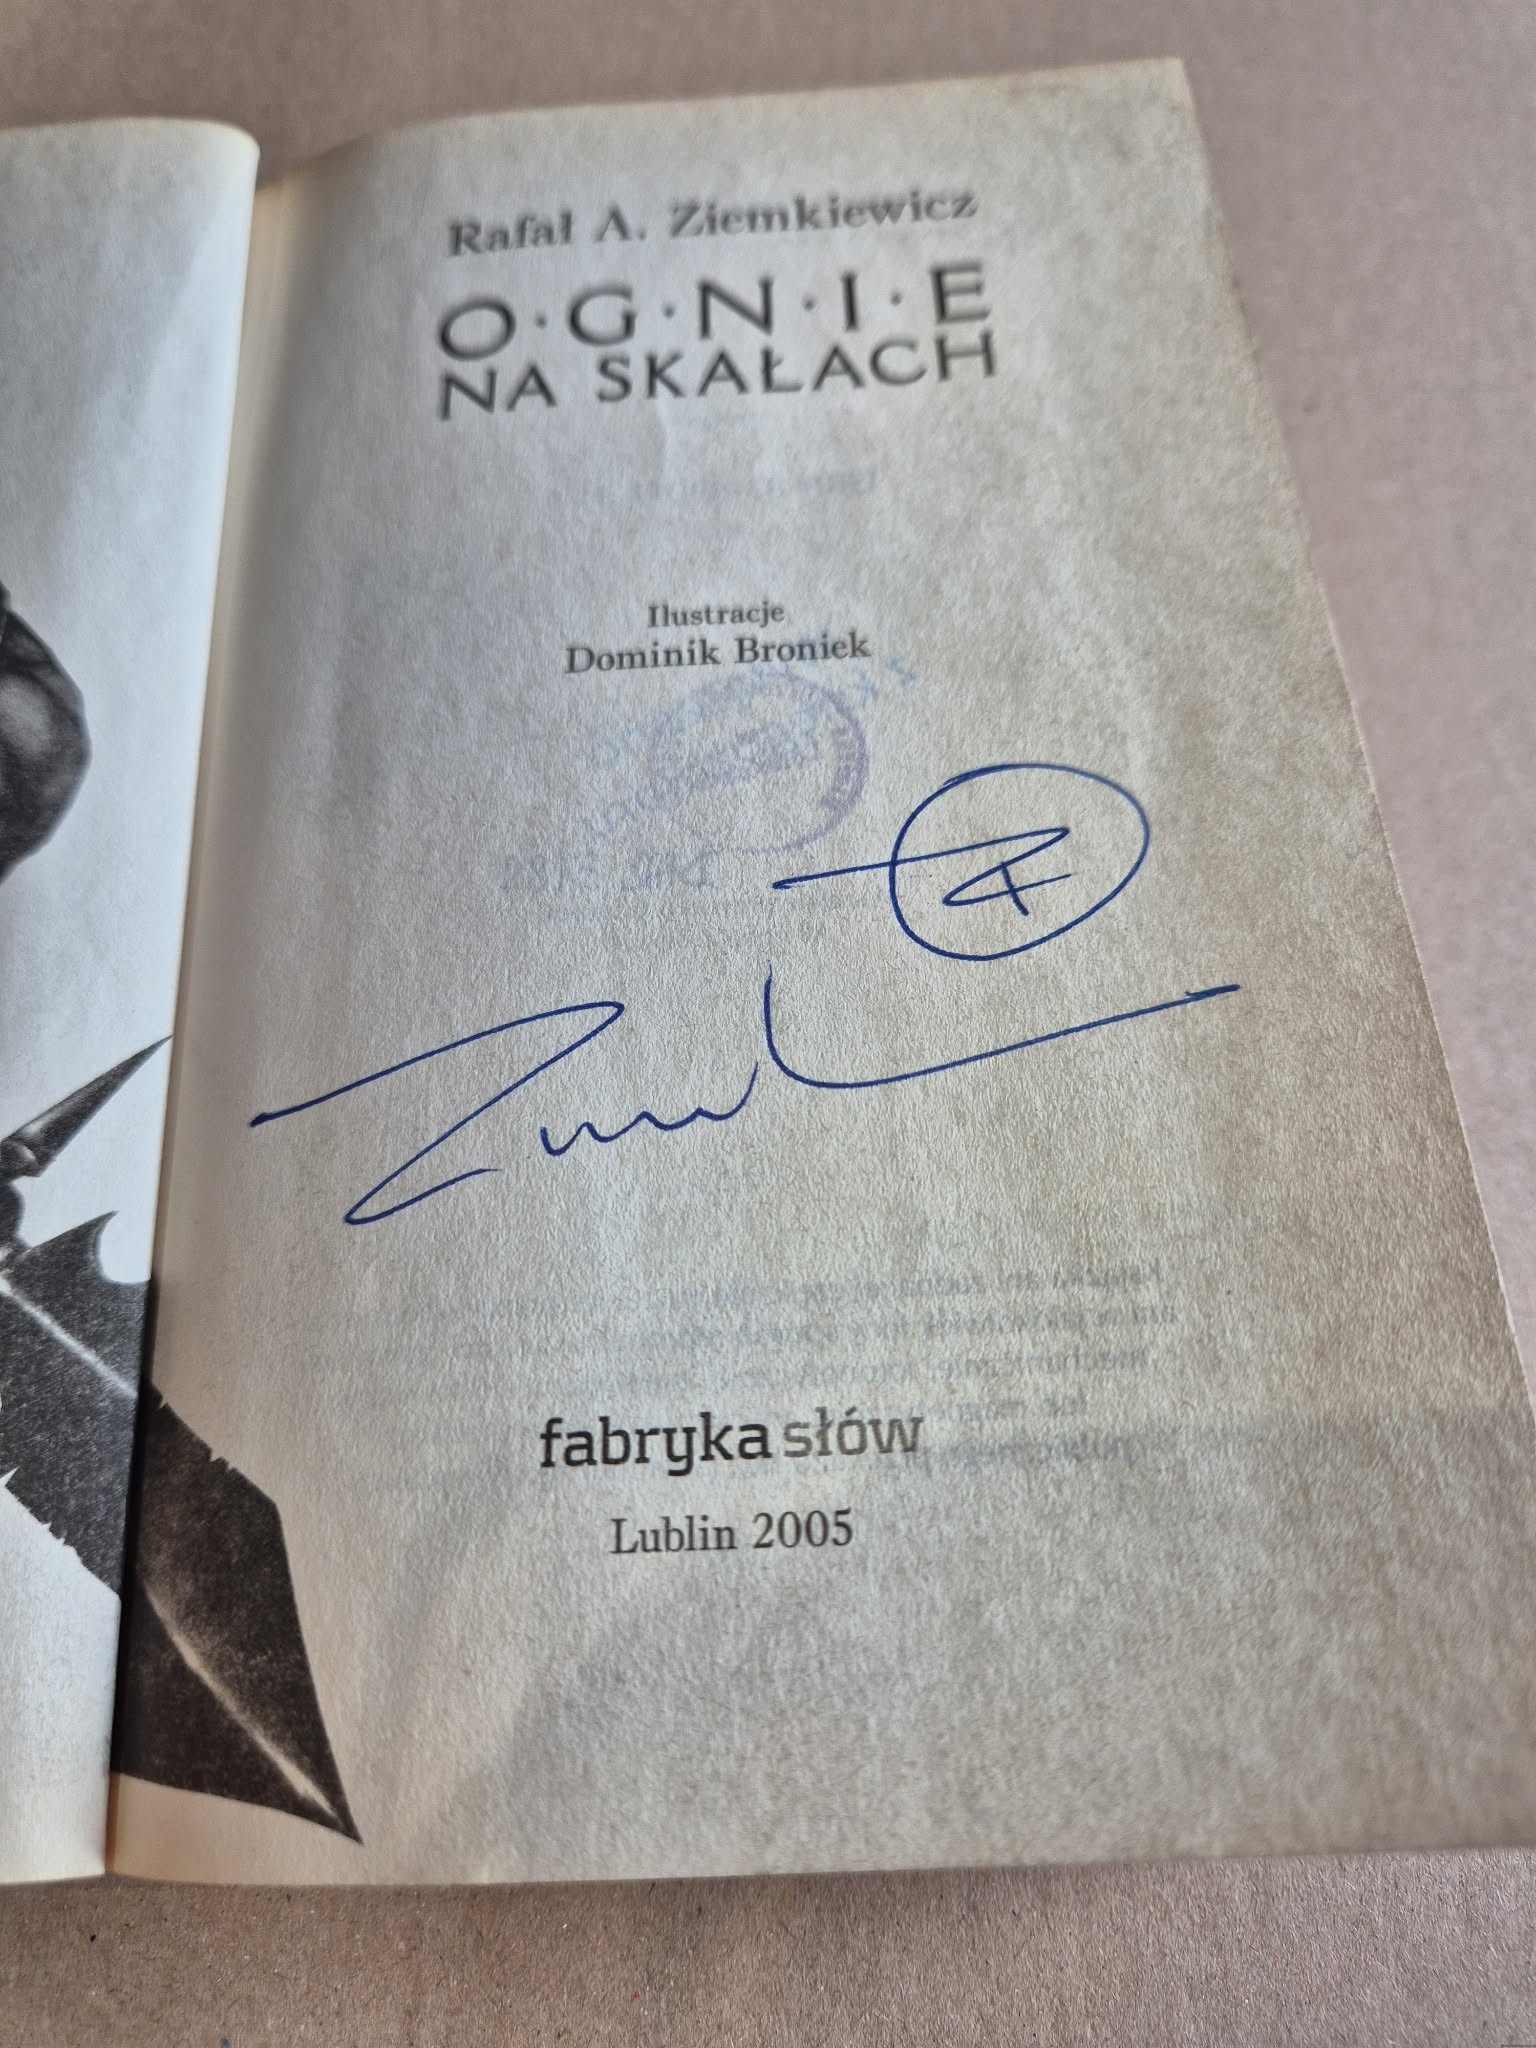 Rafał A. Ziemkiewicz
O·G·N·I·E
NA SKAŁACH
Ilustracje
Dominik Broniek
fabryka słów
Lublin 2005